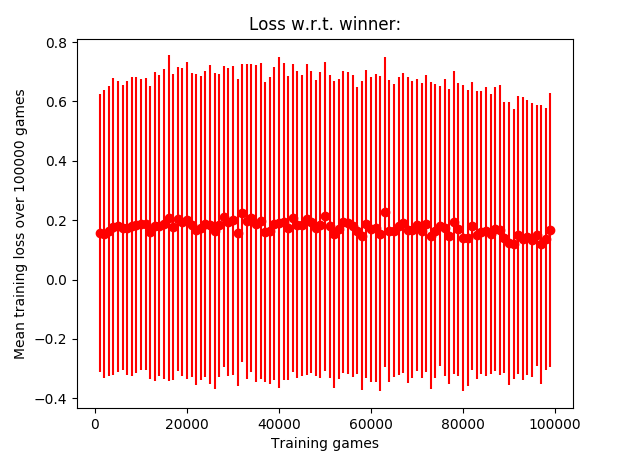 Loss w.r.t. winner:
Mean training loss over 100000 games
0.8
0.6
0.4
0.2
0.0
−0.2
−0.4
0 20000 40000 60000 80000 100000
Training games